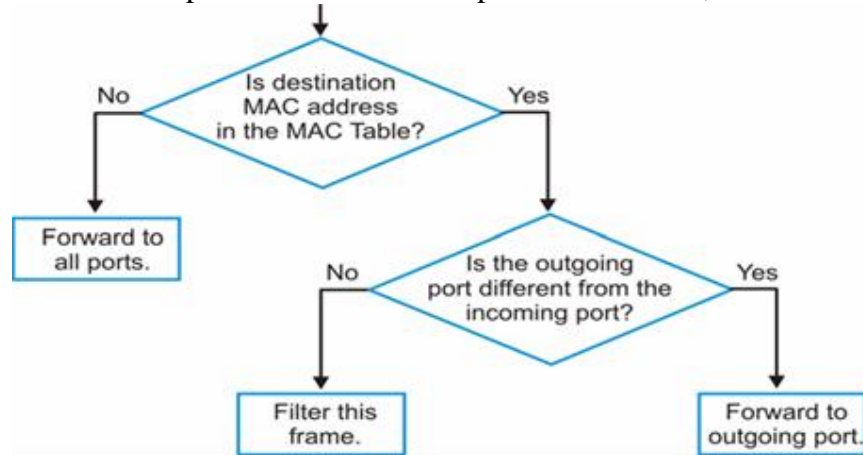 Is destination
MAC address
in the MAC Table?
No
Yes
Forward to
all ports.
Is the outgoing
port different from the
incoming port?
No
Yes
Filter this
frame.
Forward to
outgoing port.